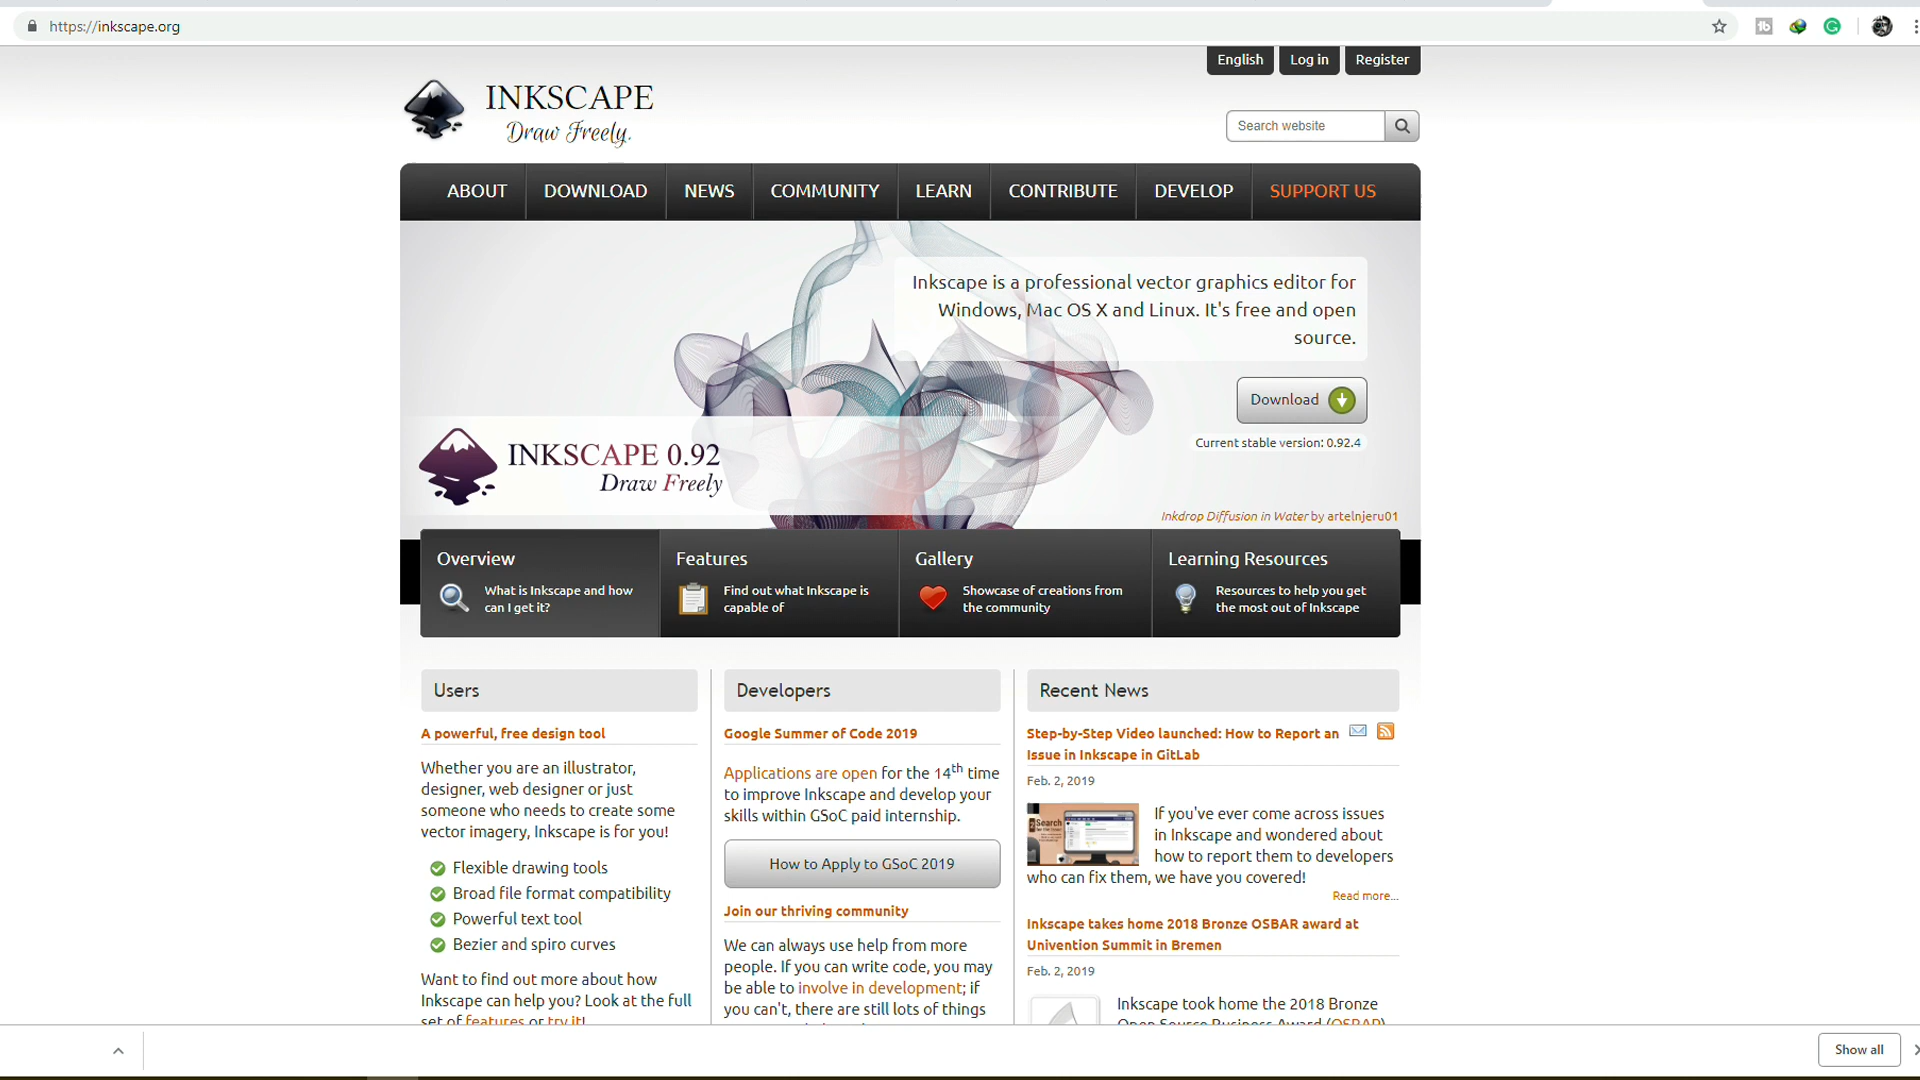 https://inkscape.org
English Log in Register
INKSCAPE
Draw Freely.
Search website
ABOUT DOWNLOAD NEWS COMMUNITY LEARN CONTRIBUTE DEVELOP SUPPORT US
Inkscape is a professional vector graphics editor for
Windows, Mac OS X and Linux. It's free and open
source.
Download
Current stable version: 0.92.4
INKSCAPE 0.92
Draw Freely
Inkdrop Diffusion in Water by artelnjeru01
Overview
What is Inkscape and how
can I get it?
Features
Find out what Inkscape is
capable of
Gallery
Showcase of creations from
the community
Learning Resources
Resources to help you get
the most out of Inkscape
Users
A powerful, free design tool
Whether you are an illustrator,
designer, web designer or just
someone who needs to create some
vector imagery, Inkscape is for you!
Flexible drawing tools
Broad file format compatibility
Powerful text tool
Bezier and spiro curves
Want to find out more about how
Inkscape can help you? Look at the full
set of features or try it!
Developers
Google Summer of Code 2019
Applications are open for the 14th time
to improve Inkscape and develop your
skills within GSoC paid internship.
How to Apply to GSoC 2019
Join our thriving community
We can always use help from more
people. If you can write code, you may
be able to involve in development; if
you can't, there are still lots of things
Recent News
Step-by-Step Video launched: How to Report an
Issue in Inkscape in GitLab
Feb. 2, 2019
Search
If you've ever come across issues
in Inkscape and wondered about
how to report them to developers
who can fix them, we have you covered!
Read more...
Inkscape takes home 2018 Bronze OSBAR award at
Univention Summit in Bremen
Feb. 2, 2019
Inkscape took home the 2018 Bronze
Open Source Business Award (OSBAR)
Show all